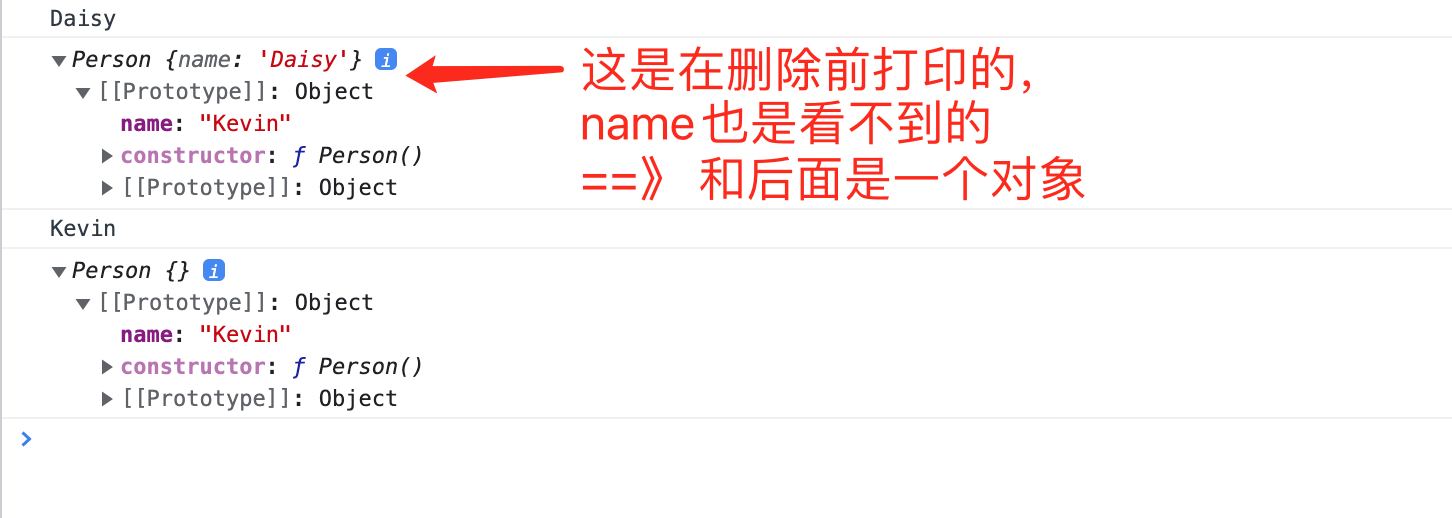 Daisy
Person {name: 'Daisy'} i
[[Prototype]]: Object
name: "Kevin"
constructor: ƒ Person()
[[Prototype]]: Object
这是在删除前打印的,
name也是看不到的
==》 和后面是一个对象
Kevin
Person {} i
[[Prototype]]: Object
name: "Kevin"
constructor: ƒ Person()
[[Prototype]]: Object